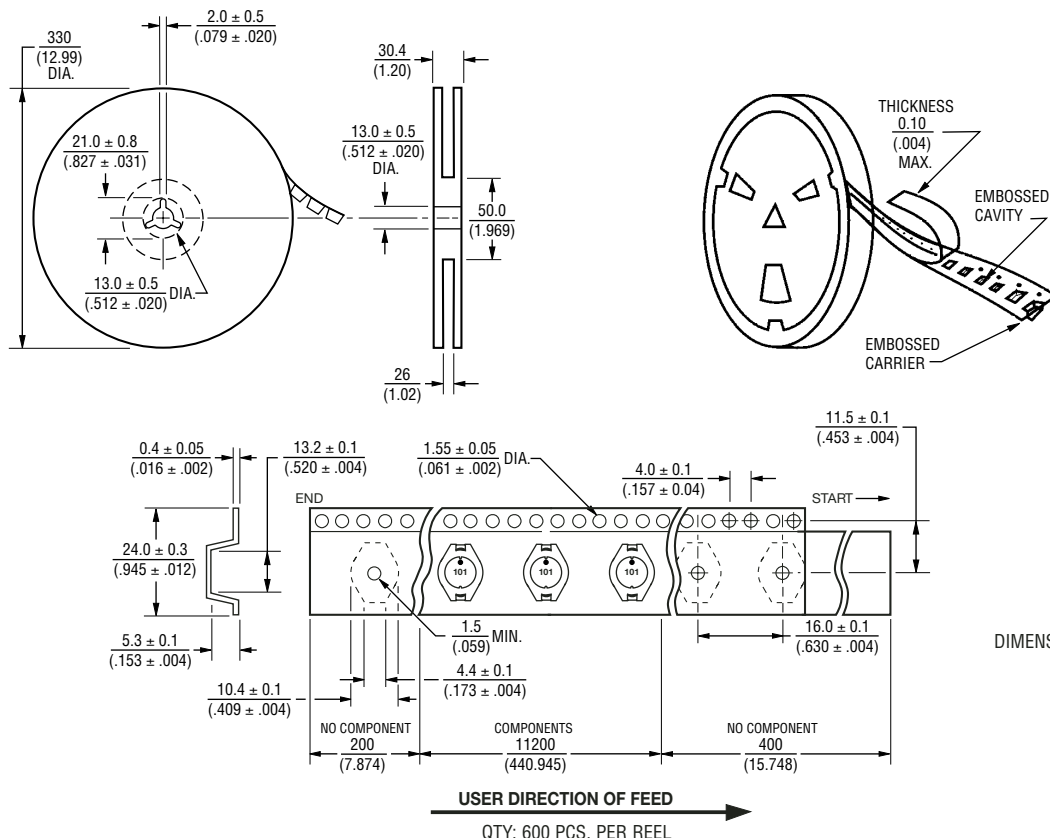 2.0 ± 0.5
(.079 ± .020)
330
(12.99)
DIA.
21.0 ± 0.8
(.827 ± .031)
13.0 ± 0.5
(.512 ± .020)
DIA.
30.4
(1.20)
13.0 ± 0.5
(.512 ± .020)
DIA.
50.0
(1.969)
26
(1.02)
THICKNESS
0.10
(.004)
MAX.
EMBOSSED
CAVITY
EMBOSSED
CARRIER
0.4 ± 0.05
(.016 ± .002)
13.2 ± 0.1
(.520 ± .004)
1.55 ± 0.05
(.061 ± .002)
DIA.
4.0 ± 0.1
(.157 ± 0.04)
11.5 ± 0.1
(.453 ± .004)
END
START
24.0 ± 0.3
(.945 ± .012)
101
101
101
5.3 ± 0.1
(.153 ± .004)
1.5
(.059)
MIN.
16.0 ± 0.1
(.630 ± .004)
DIMENS
10.4 ± 0.1
(.409 ± .004)
4.4 ± 0.1
(.173 ± .004)
NO COMPONENT
200
(7.874)
COMPONENTS
11200
(440.945)
NO COMPONENT
400
(15.748)
USER DIRECTION OF FEED
QTY: 600 PCS. PER REEL